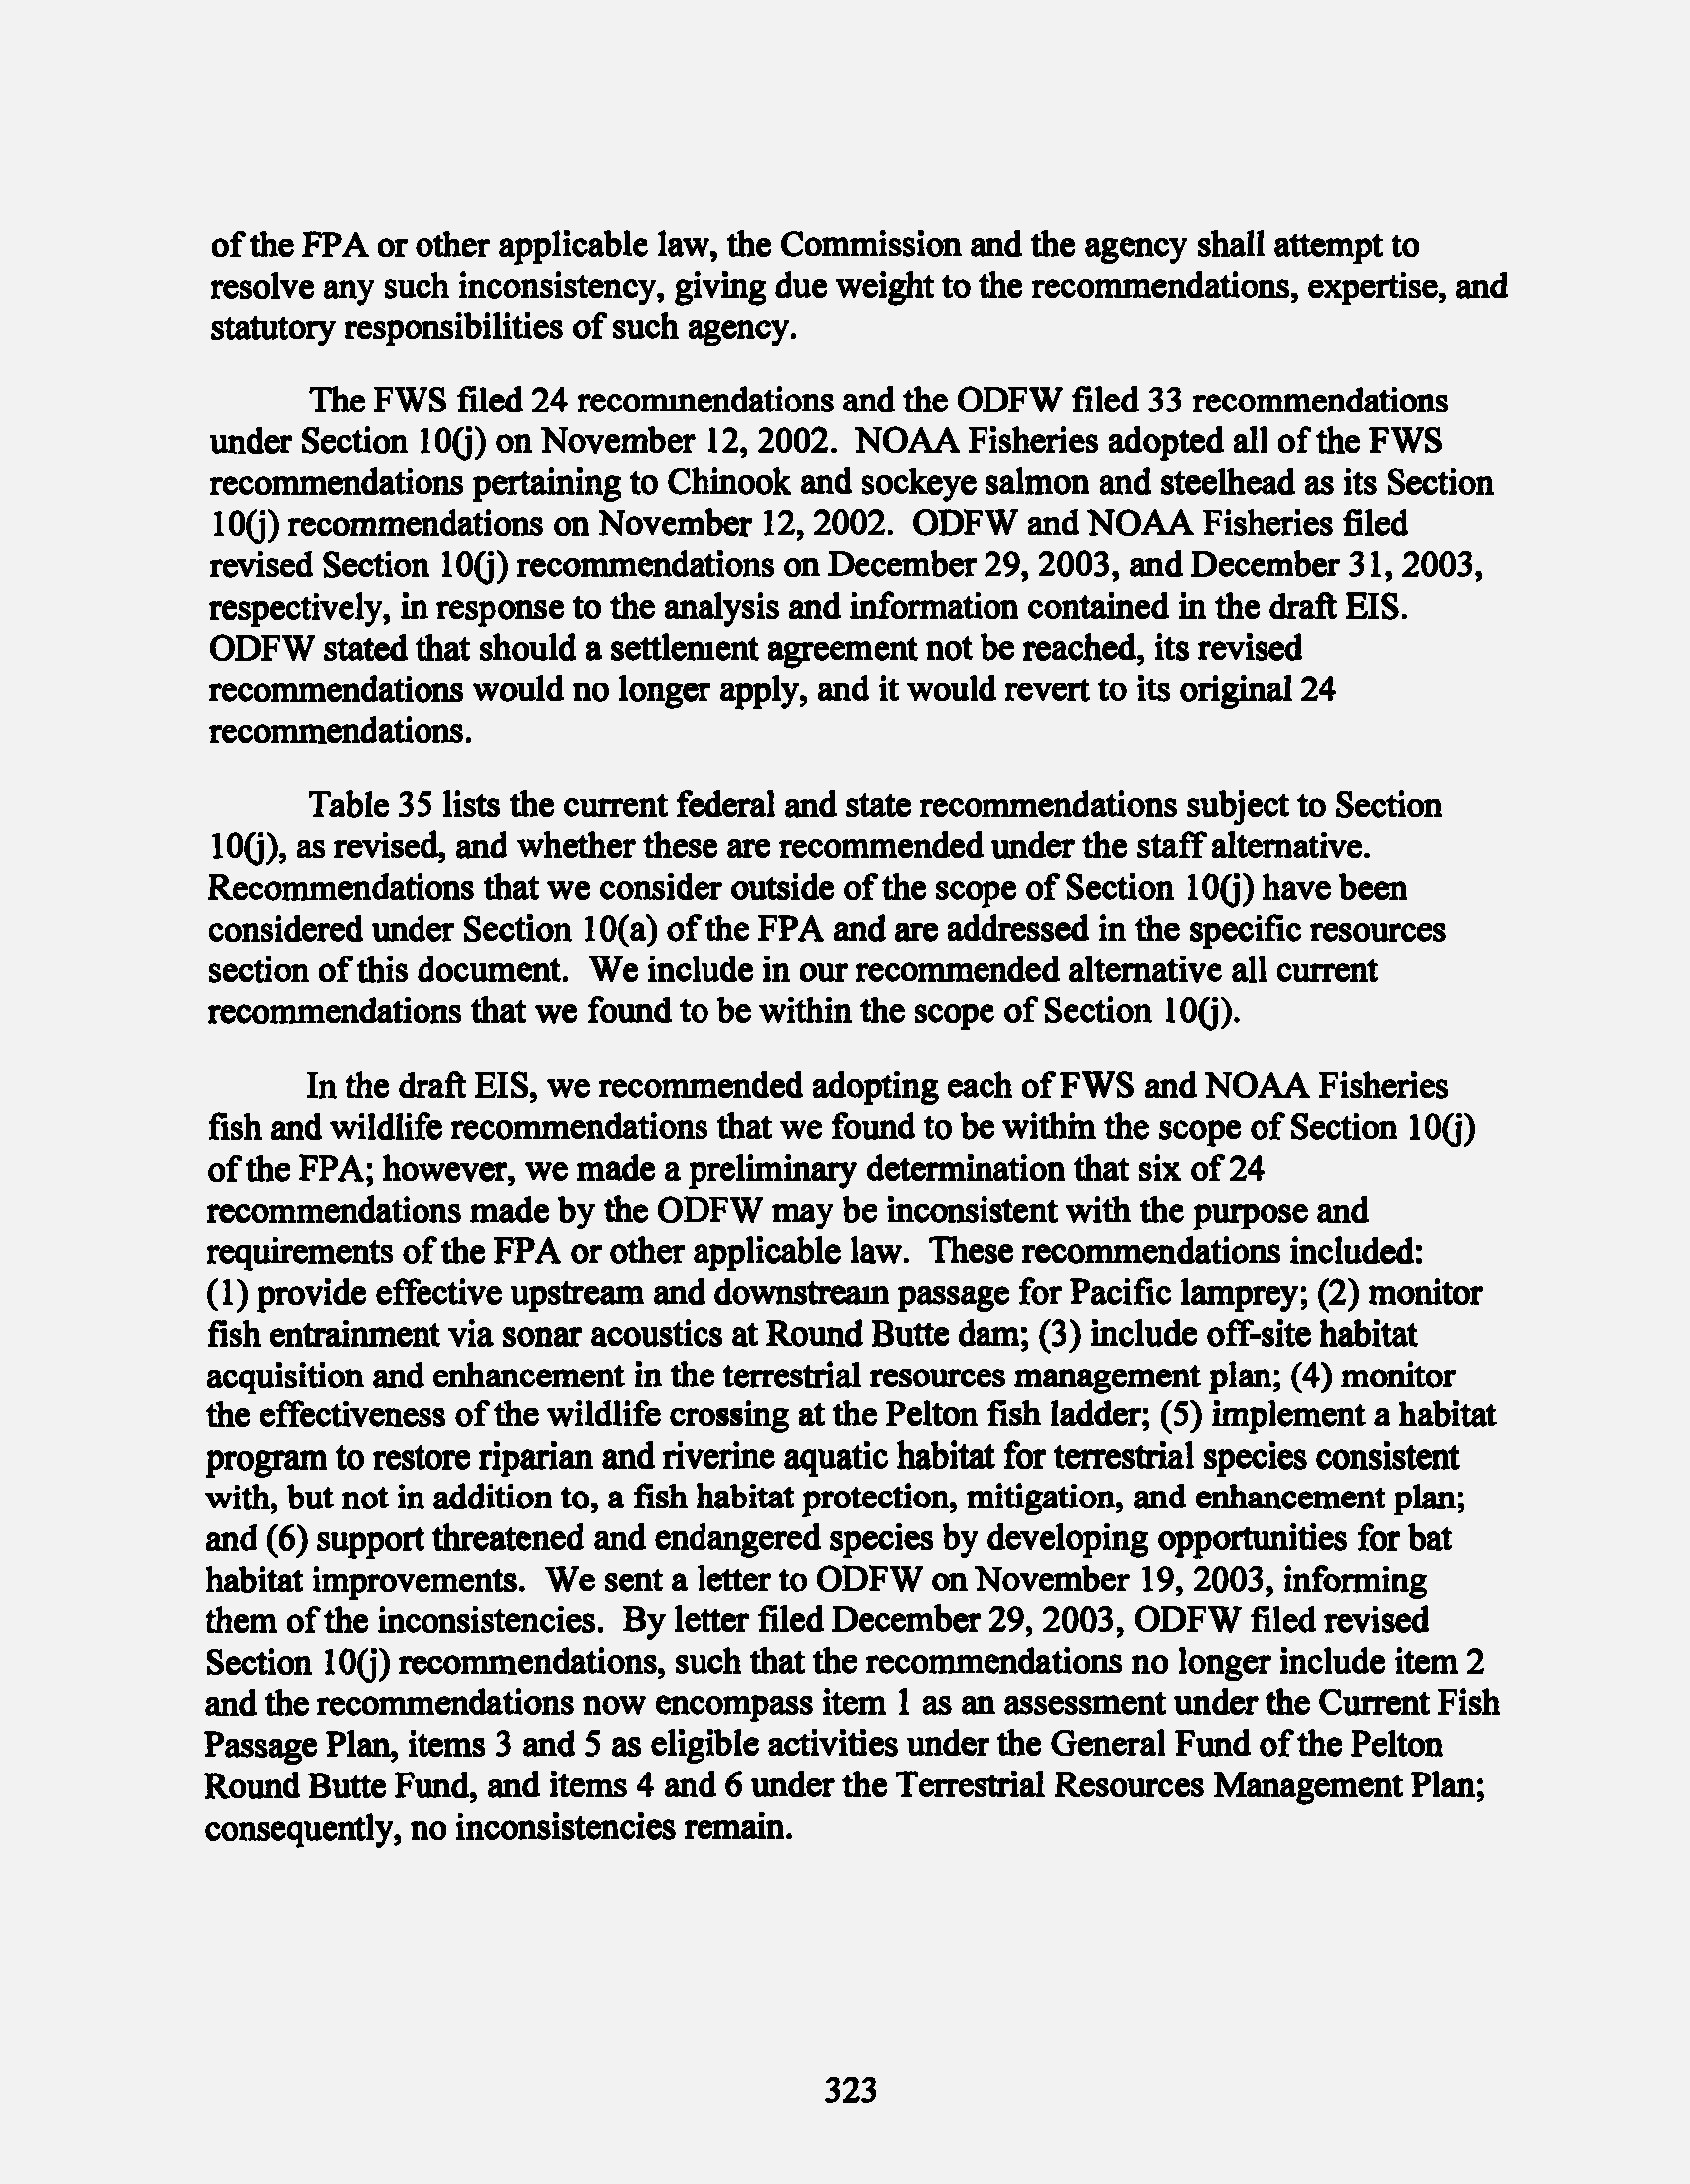 of the FPA or other applicable law, the Commission and the agency shall attempt to
resolve any such inconsistency, giving due weight to the recommendations, expertise, and
statutory responsibilities of such agency.
The FWS filed 24 recommendations and the ODFW filed 33 recommendations
under Section 10(j) on November 12, 2002. NOAA Fisheries adopted all of the FWS
recommendations pertaining to Chinook and sockeye salmon and steelhead as its Section
10(j) recommendations on November 12, 2002. ODFW and NOAA Fisheries filed
revised Section 10(j) recommendations on December 29, 2003, and December 31, 2003,
respectively, in response to the analysis and information contained in the draft EIS.
ODFW stated that should a settlement agreement not be reached, its revised
recommendations would no longer apply, and it would revert to its original 24
recommendations.
Table 35 lists the current federal and state recommendations subject to Section
10(j), as revised, and whether these are recommended under the staff alternative.
Recommendations that we consider outside of the scope of Section 10(j) have been
considered under Section 10(a) of the FPA and are addressed in the specific resources
section of this document. We include in our recommended alternative all current
recommendations that we found to be within the scope of Section 10(j).
In the draft EIS, we recommended adopting each of FWS and NOAA Fisheries
fish and wildlife recommendations that we found to be within the scope of Section 10(j)
of the FPA; however, we made a preliminary determination that six of 24
recommendations made by the ODFW may be inconsistent with the purpose and
requirements of the FPA or other applicable law. These recommendations included:
(1) provide effective upstream and downstream passage for Pacific lamprey; (2) monitor
fish entrainment via sonar acoustics at Round Butte dam; (3) include off-site habitat
acquisition and enhancement in the terrestrial resources management plan; (4) monitor
the effectiveness of the wildlife crossing at the Pelton fish ladder; (5) implement a habitat
program to restore riparian and riverine aquatic habitat for terrestrial species consistent
with, but not in addition to, a fish habitat protection, mitigation, and enhancement plan;
and (6) support threatened and endangered species by developing opportunities for bat
habitat improvements. We sent a letter to ODFW on November 19, 2003, informing
them of the inconsistencies. By letter filed December 29, 2003, ODFW filed revised
Section 10(j) recommendations, such that the recommendations no longer include item 2
and the recommendations now encompass item 1 as an assessment under the Current Fish
Passage Plan, items 3 and 5 as eligible activities under the General Fund of the Pelton
Round Butte Fund, and items 4 and 6 under the Terrestrial Resources Management Plan;
consequently, no inconsistencies remain.
323